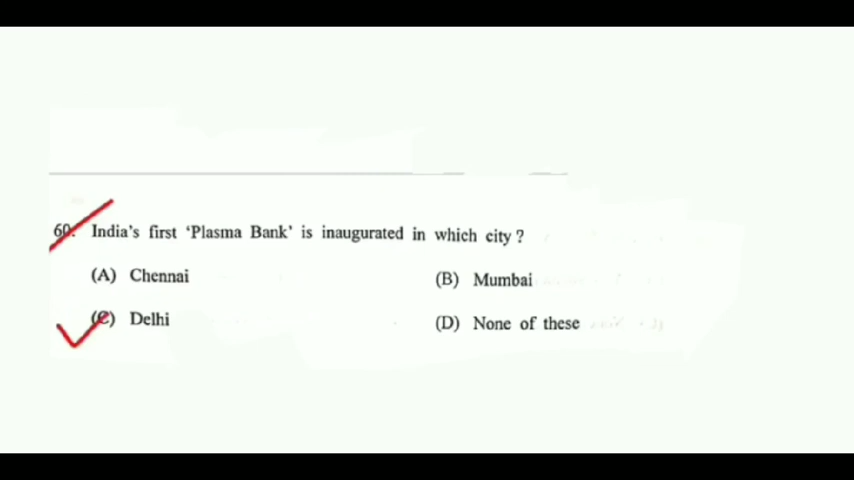 60. India's first 'Plasma Bank' is inaugurated in which city?
(A) Chennai
(B) Mumbai
(C) Delhi
(D) None of these